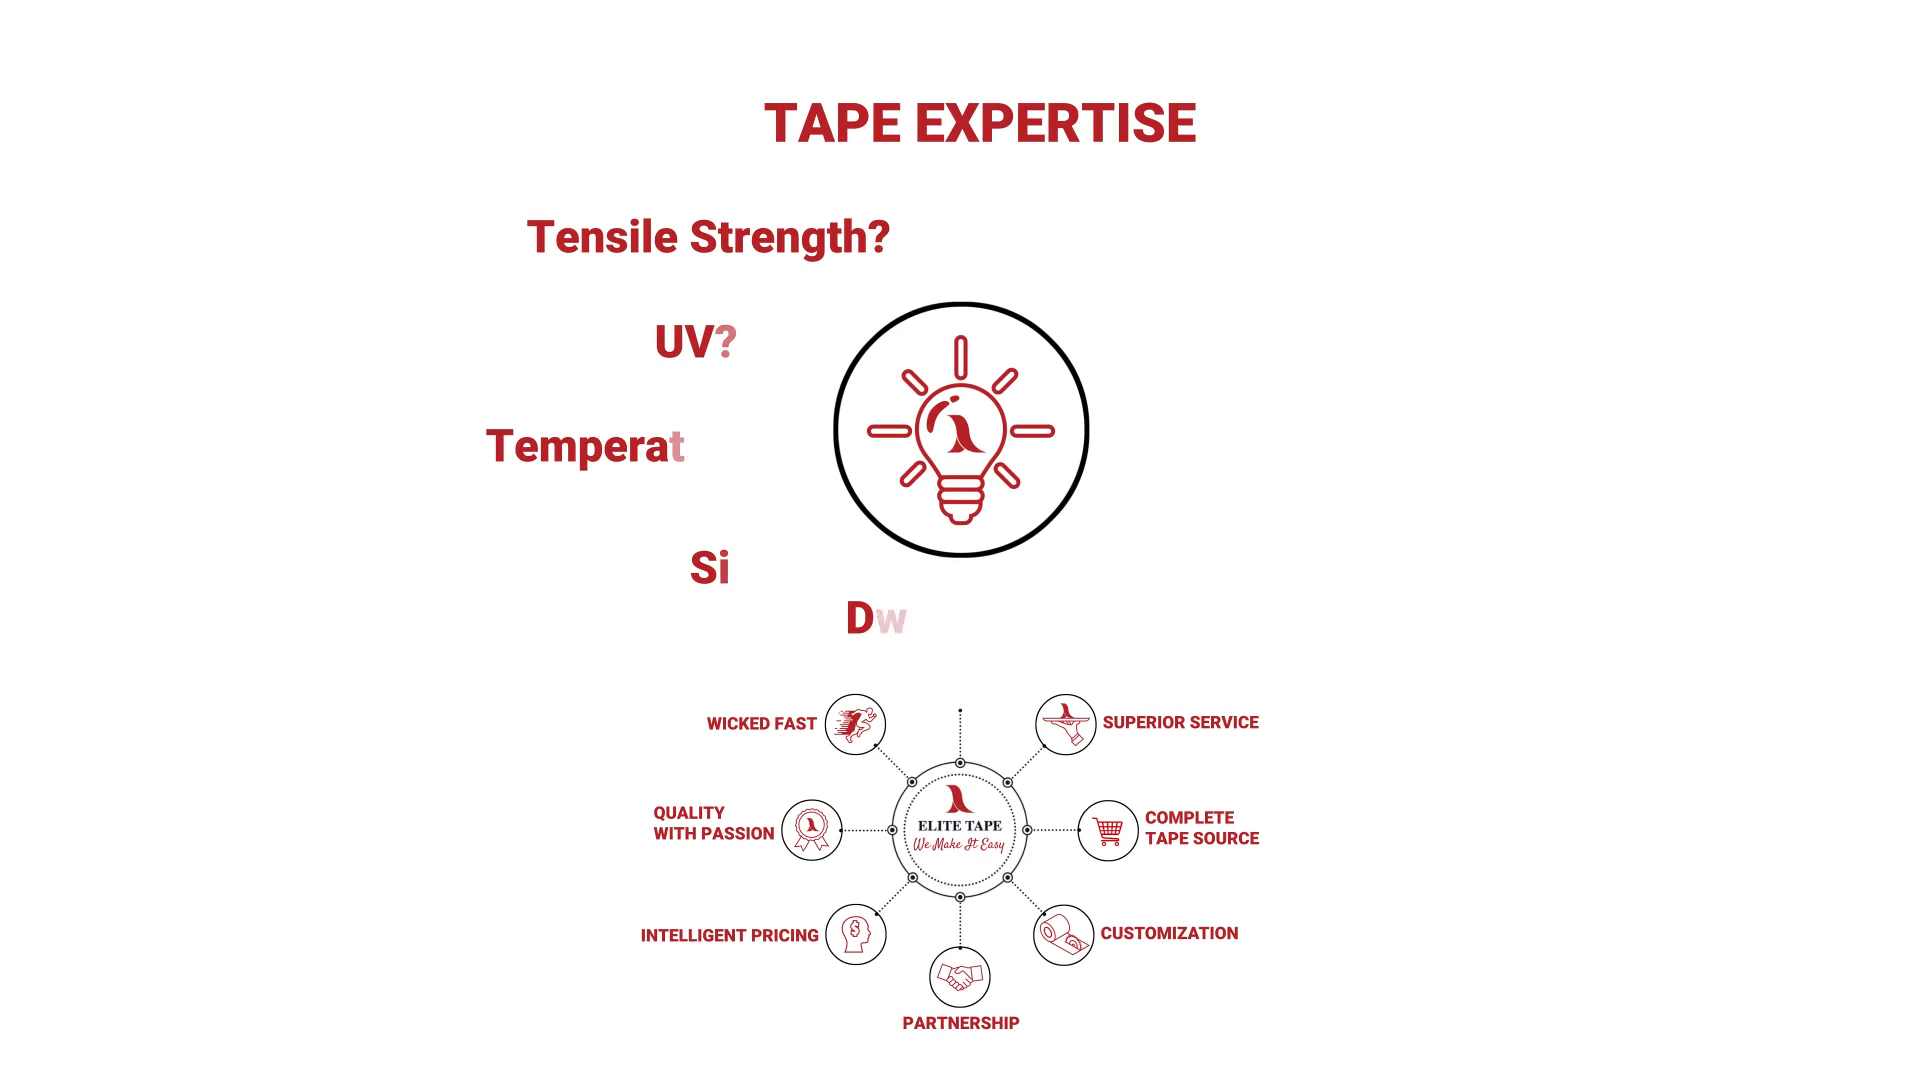 TAPE EXPERTISE
Tensile Strength?
UV?
Temperat
Si
Dw
WICKED FAST
SUPERIOR SERVICE
QUALITY
WITH PASSION
COMPLETE
TAPE SOURCE
ELITE TAPE
We Make It Easy
INTELLIGENT PRICING
CUSTOMIZATION
PARTNERSHIP